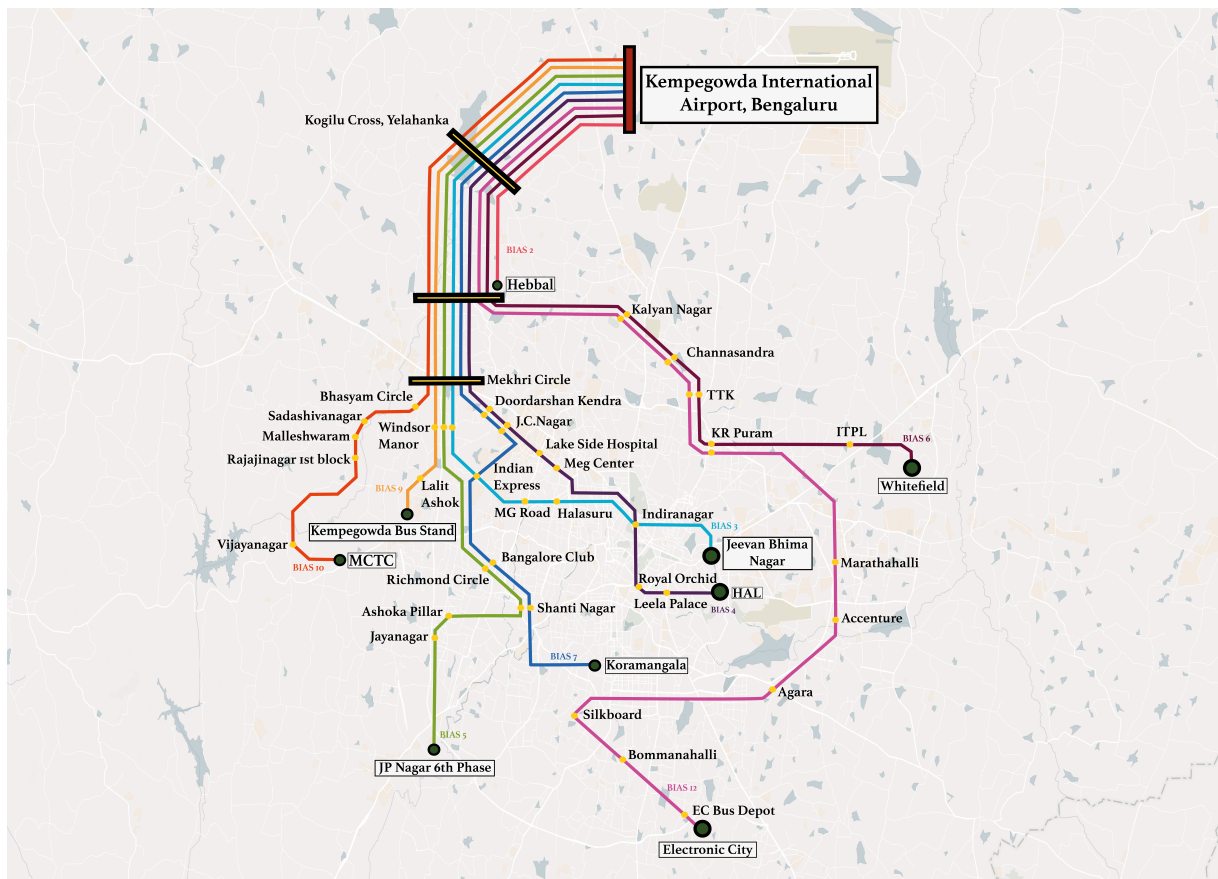 Kempegowda International
Airport, Bengaluru
Kogilu Cross, Yelahanka
BIAS 2
Hebbal
Kalyan Nagar
Channasandra
Mekhri Circle
Bhasyam Circle
Doordarshan Kendra
TTK
Sadashivanagar
J.C.Nagar
Windsor
Manor
Malleshwaram
KR Puram
ITPL
BIAS 6
Lake Side Hospital
Rajajinagar 1st block
Meg Center
Indian
Express
Whitefield
BIAS 9
Lalit
Ashok
MG Road
Halasuru
Indiranagar
BIAS 3
Kempegowda Bus Stand
Vijayanagar
Jeevan Bhima
Nagar
BIAS 10
MCTC
Bangalore Club
Marathahalli
Richmond Circle
Royal Orchid
HAL
Leela Palace
BIAS 4
Ashoka Pillar
Shanti Nagar
Accenture
Jayanagar
BIAS 7
Koramangala
Agara
Silkboard
BIAS 5
Bommanahalli
JP Nagar 6th Phase
BIAS 12
EC Bus Depot
Electronic City